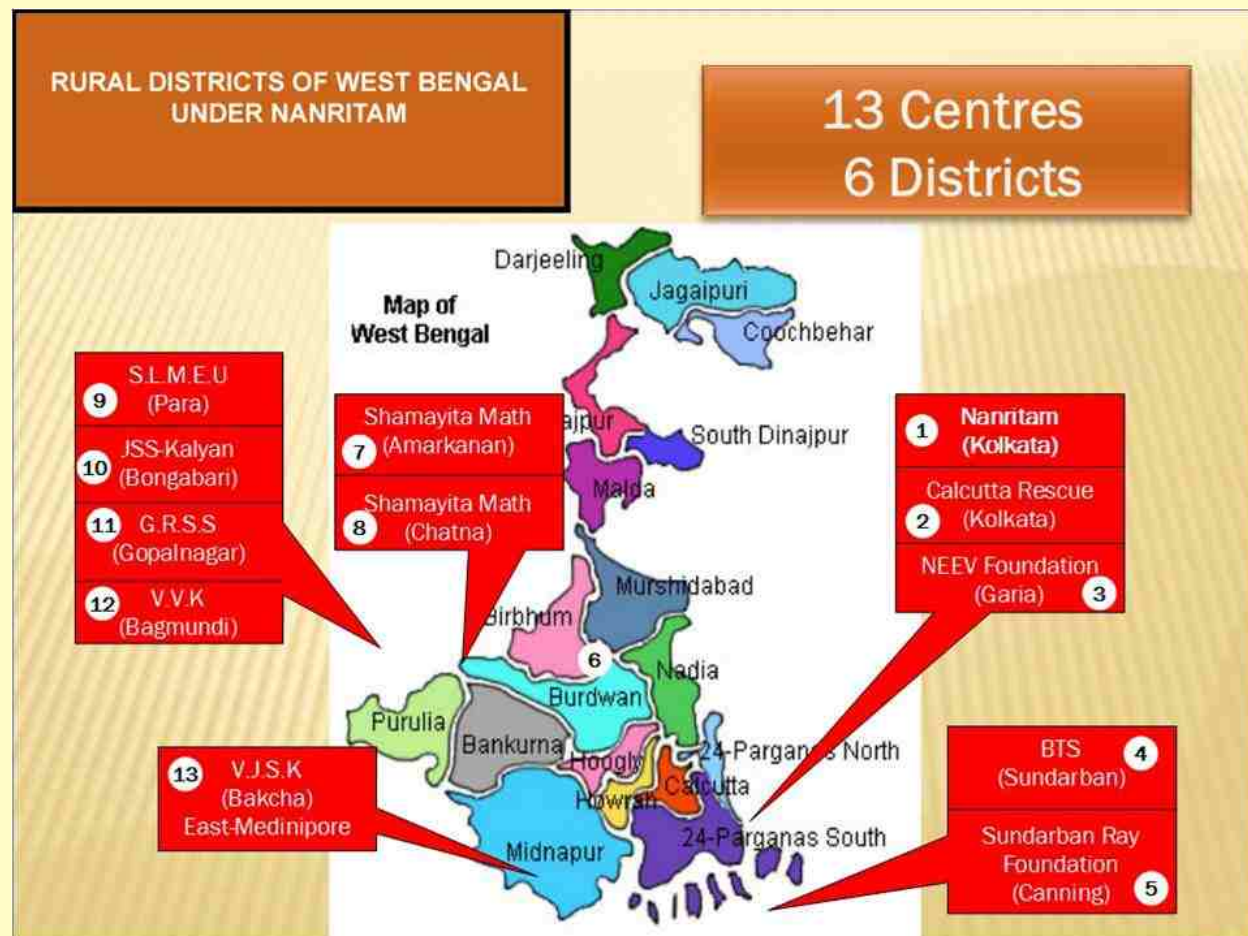 RURAL DISTRICTS OF WEST BENGAL
UNDER NANRITAM
13 Centres
6 Districts
Map of
West Bengal
Darjeeling
Jagaipuri
Coochbehar
ajpur
South Dinajpur
Malda
Murshidabad
Birbhum
6
Nadia
Burdwan
Purulia
Bankurna
Hoogly
Howrah
Calcutta
24-Parganas North
24-Parganas South
Midnapur
9
S.L.M.E.U
(Para)
10
JSS-Kalyan
(Bongabari)
11
G.R.S.S
(Gopalnagar)
12
V.V.K
(Bagmundi)
Shamayita Math
7
(Amarkanan)
Shamayita Math
8
(Chatna)
1
Nanritam
(Kolkata)
Calcutta Rescue
2
(Kolkata)
NEEV Foundation
(Garia)
3
13
V.J.S.K
(Bakcha)
East-Medinipore
BTS
4
(Sundarban)
Sundarban Ray
Foundation
(Canning)
5